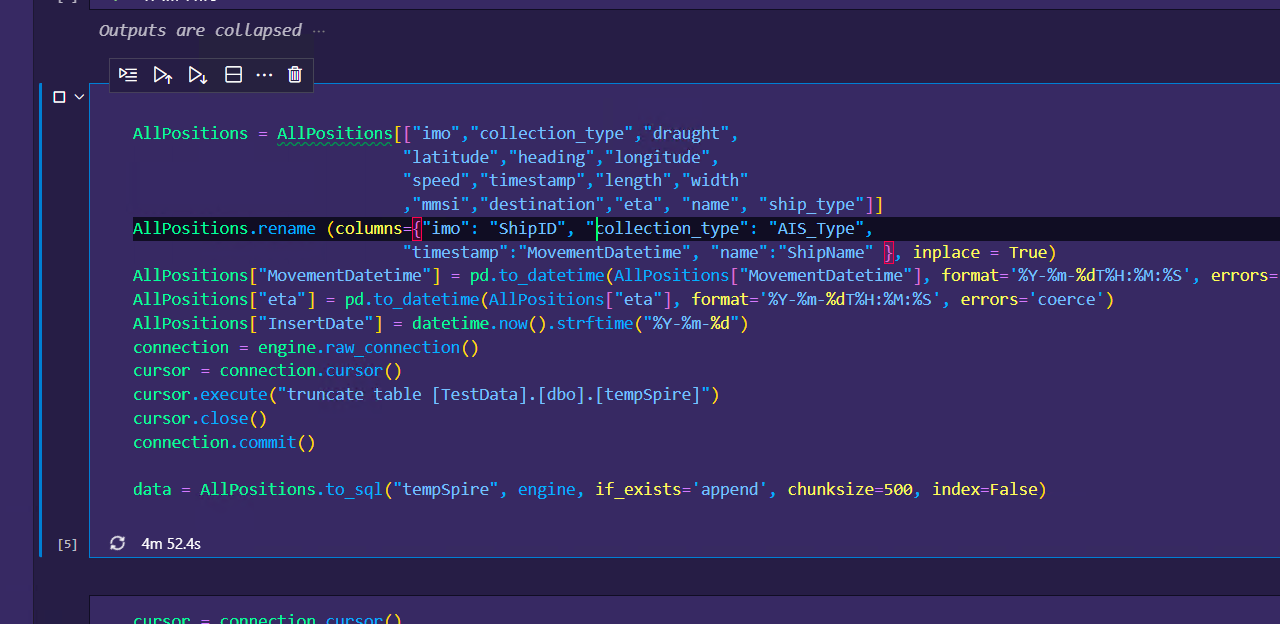 Outputs are collapsed ...
AllPositions = AllPositions[["imo","collection_type","draught",
"latitude","heading","longitude",
"speed","timestamp","length","width"
,"mmsi","destination","eta", "name", "ship_type"]]
AllPositions.rename (columns={"imo": "ShipID", "collection_type": "AIS_Type",
"timestamp":"MovementDatetime", "name":"ShipName" }, inplace = True)
AllPositions["MovementDatetime"] = pd.to_datetime(AllPositions["MovementDatetime"], format='%Y-%m-%dT%H:%M:%S', errors=
AllPositions["eta"] = pd.to_datetime(AllPositions["eta"], format='%Y-%m-%dT%H:%M:%S', errors='coerce')
AllPositions["InsertDate"] = datetime.now().strftime("%Y-%m-%d")
connection = engine.raw_connection()
cursor = connection.cursor()
cursor.execute("truncate table [TestData].[dbo].[tempSpire]")
cursor.close()
connection.commit()
data = AllPositions.to_sql("tempSpire", engine, if_exists='append', chunksize=500, index=False)
[5] 4m 52.4s
cursor = connection.cursor()